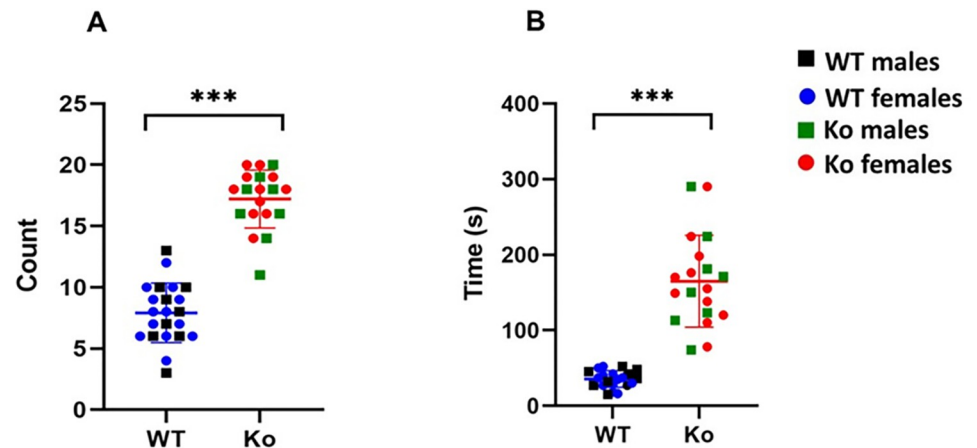 A
Count
25
20
15
10
5
0
***
WT Ko
B
Time (s)
400
300
200
100
0
***
WT Ko
WT males
WT females
Ko males
Ko females